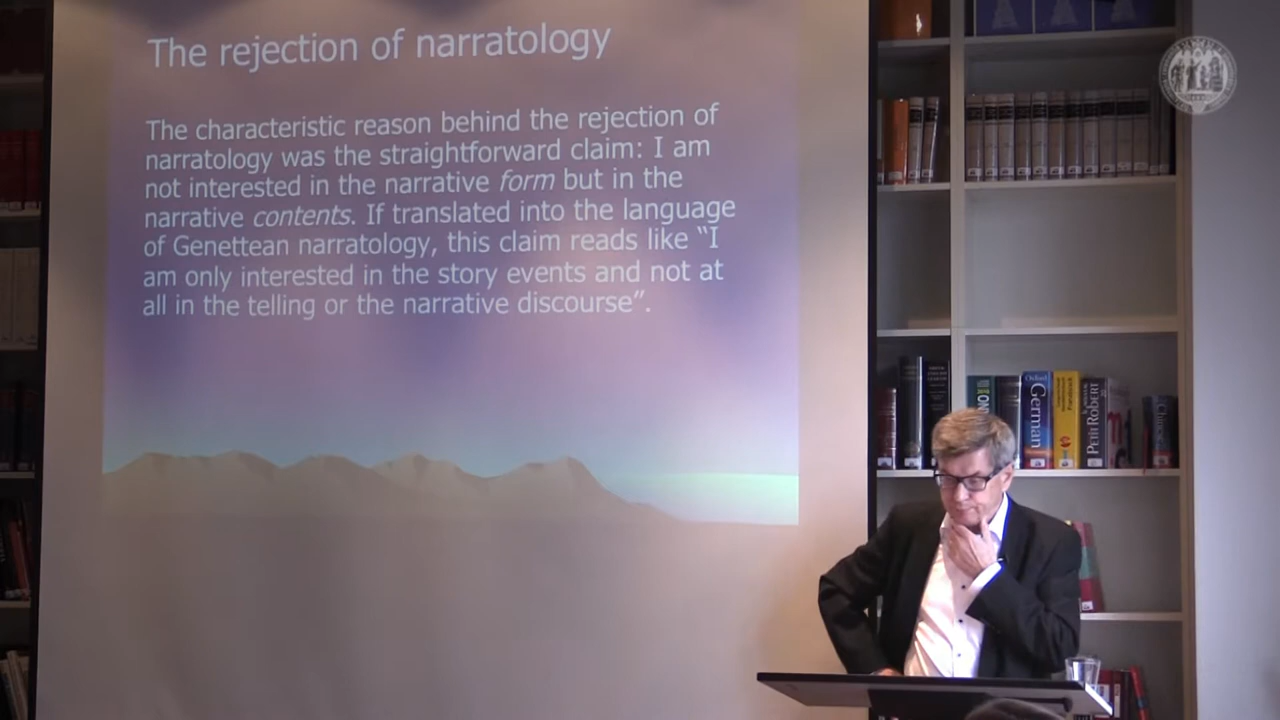 The rejection of narratology
The characteristic reason behind the rejection of
narratology was the straightforward claim: I am
not interested in the narrative form but in the
narrative contents. If translated into the language
of Genettean narratology, this claim reads like “I
am only interested in the story events and not at
all in the telling or the narrative discourse”.
Oxford
German
PETIT ROBERT
Chinese